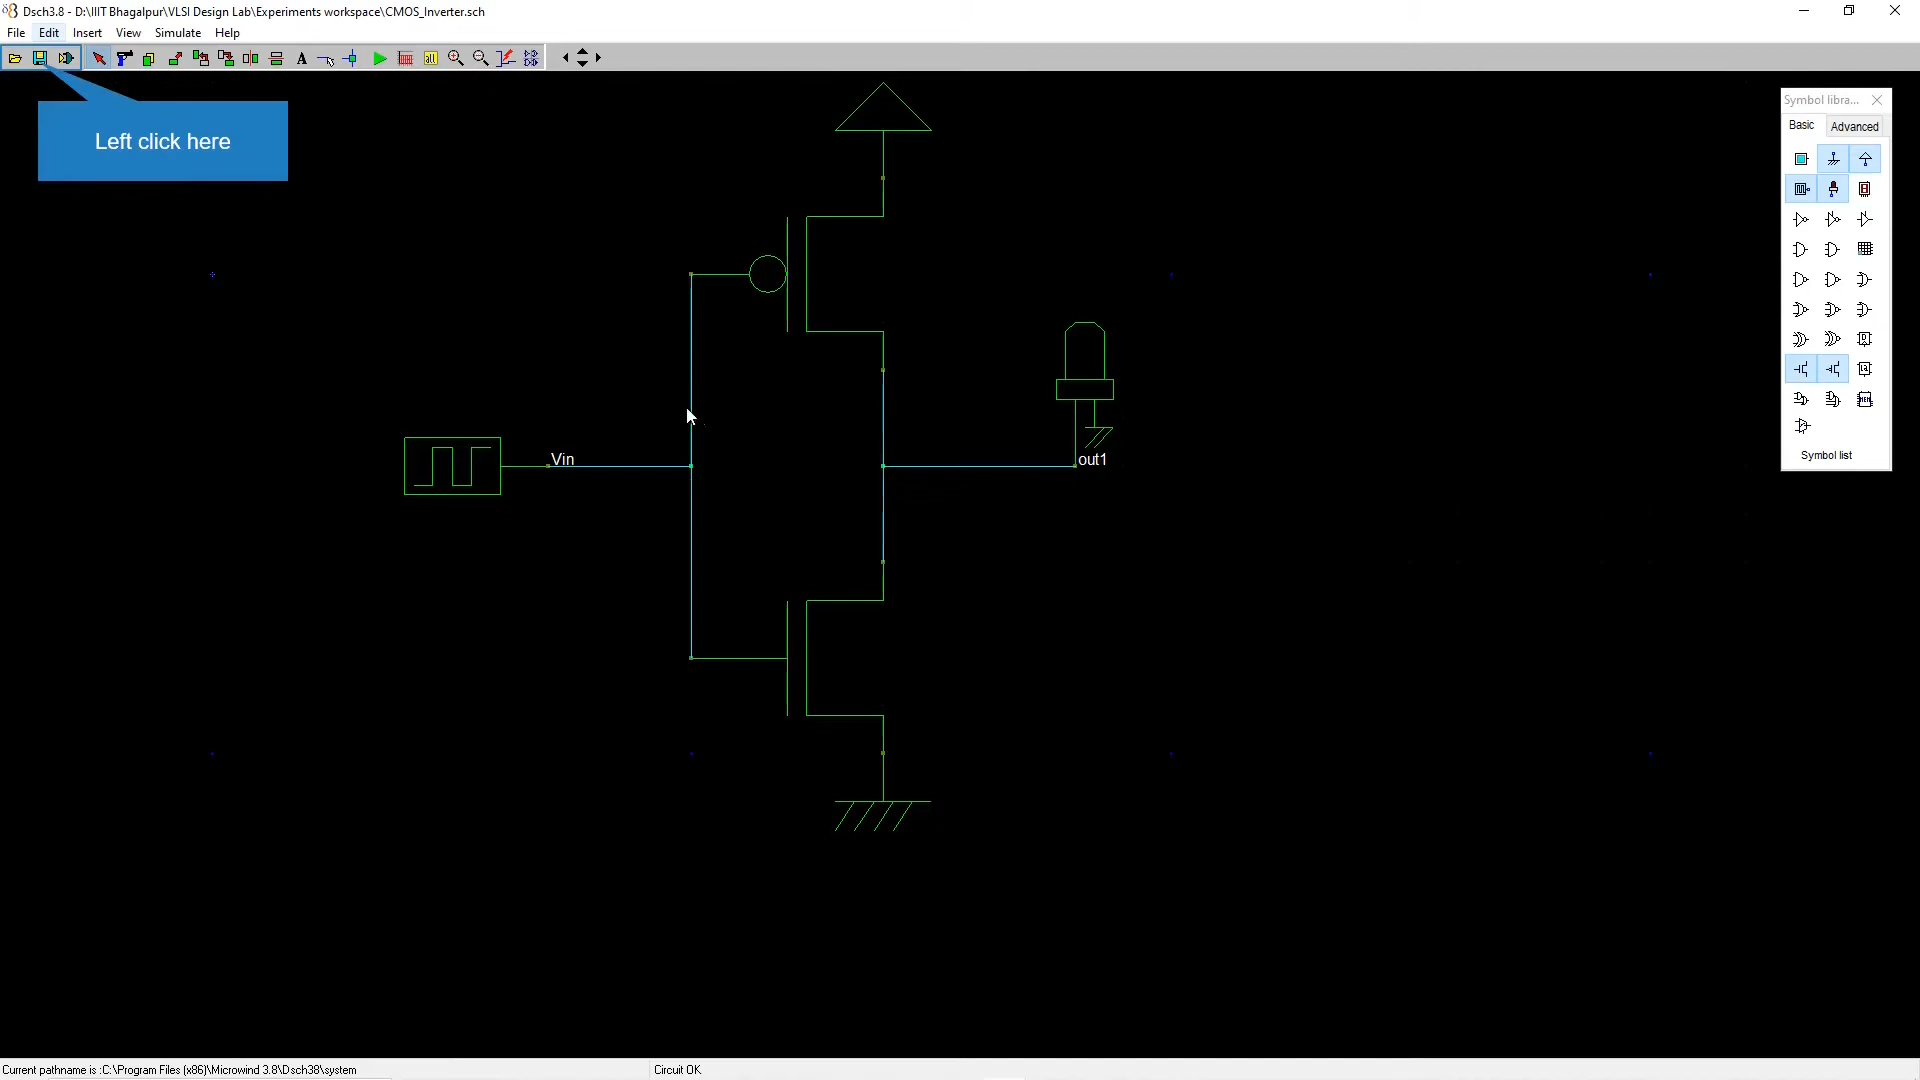 Dsch3.8 - D:\IIIT Bhagalpur\VLSI Design Lab\Experiments workspace\CMOS_Inverter.sch
File Edit Insert View Simulate Help
A all
Left click here
Symbol libra...
Basic Advanced
Vin
out1
Symbol list
Current pathname is :C:\Program Files (x86)\Microwind 3.8\Dsch38\system
Circuit OK